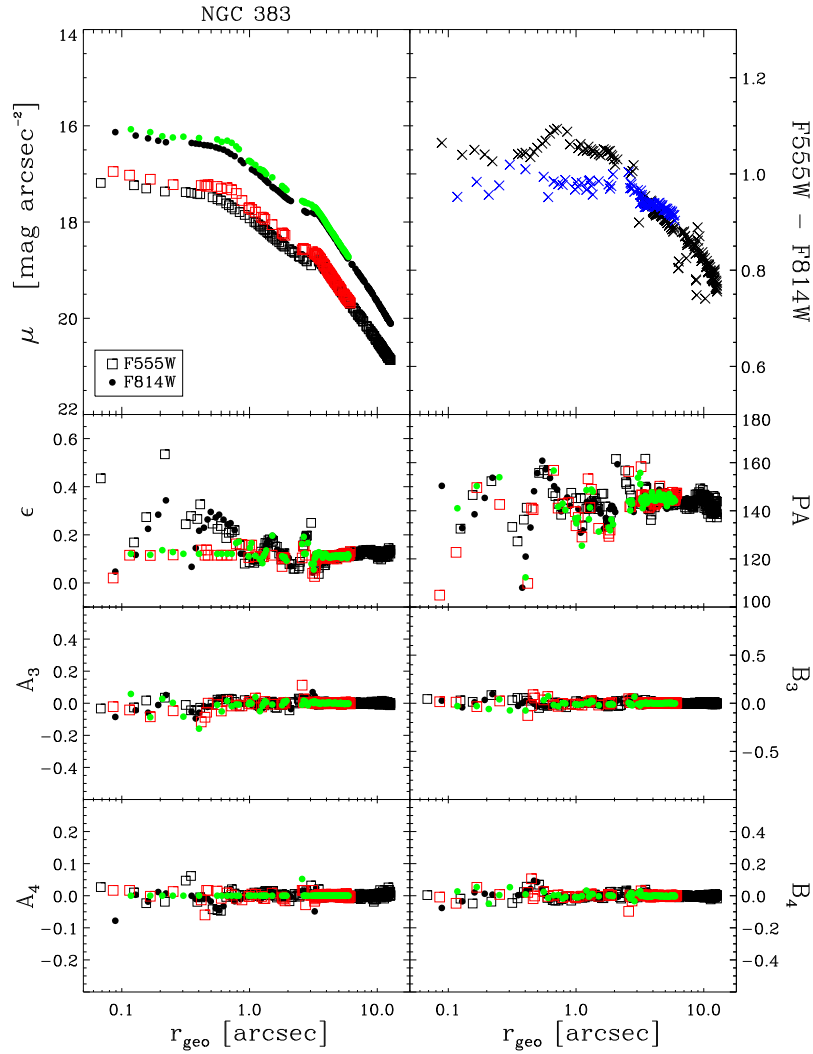 NGC 383
14
16
18
20
22
μ [mag arcsec⁻²]
F555W
F814W
1.2
1.0
0.8
0.6
F555W − F814W
0.6
0.4
0.2
0.0
ϵ
180
160
140
120
100
PA
0.4
0.2
0.0
−0.2
−0.4
A₃
0.5
0.0
−0.5
B₃
0.2
0.1
0.0
−0.1
−0.2
A₄
0.4
0.2
0.0
−0.2
−0.4
B₄
0.1 1.0 10.0
r_geo [arcsec]
0.1 1.0 10.0
r_geo [arcsec]